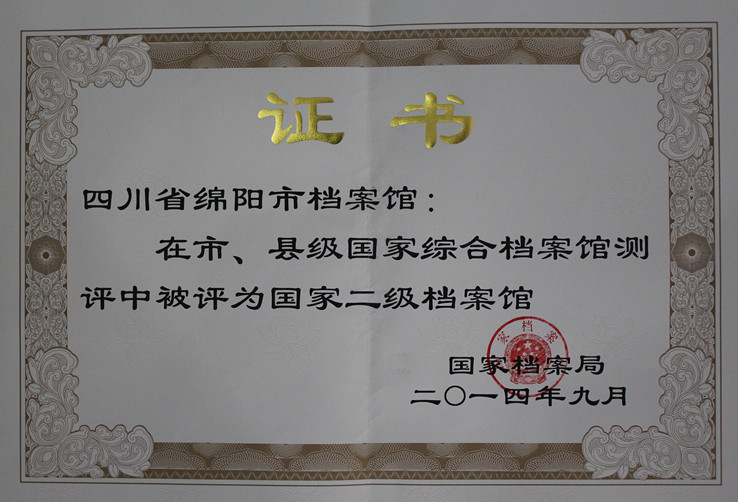 证书
四川省绵阳市档案馆：
在市、县级国家综合档案馆测
评中被评为国家二级档案馆
国家档案局
二〇一四年九月